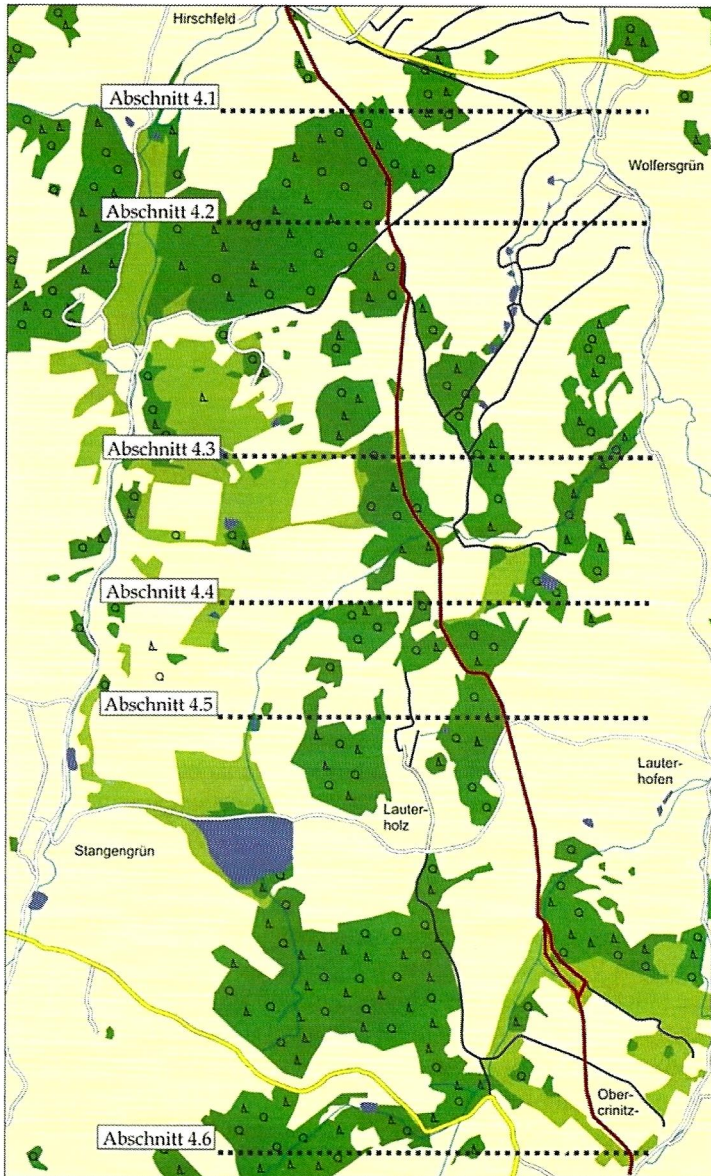 Hirschfeld
Abschnitt 4.1
Wolfersgrün
Abschnitt 4.2
Abschnitt 4.3
Abschnitt 4.4
Abschnitt 4.5
Lauter-
hofen
Lauter-
holz
Stangengrün
Ober-
crinitz-
Abschnitt 4.6